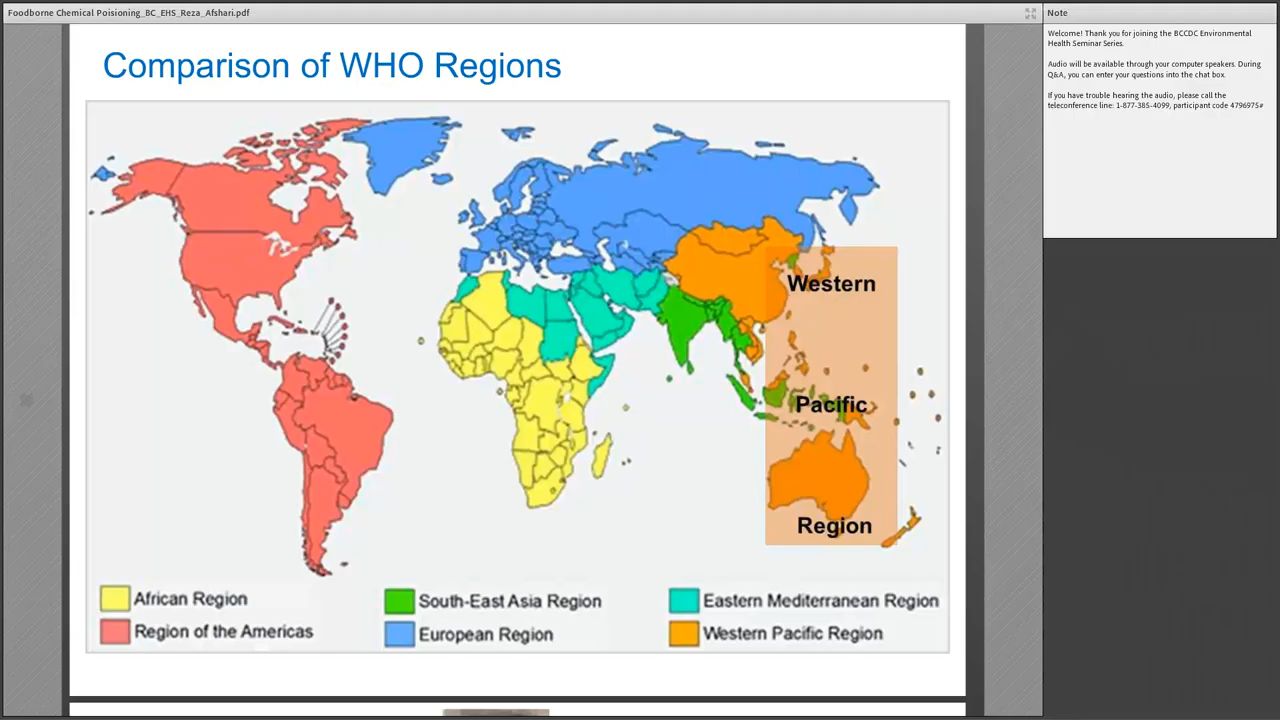 Foodborne Chemical Poisioning_BC_EHS_Reza_Afshari.pdf
Note
Welcome! Thank you for joining the BCCDC Environmental
Health Seminar Series.
Audio will be available through your computer speakers. During
Q&A, you can enter your questions into the chat box.
If you have trouble hearing the audio, please call the
teleconference line: 1-877-385-4099, participant code 4796975#
Comparison of WHO Regions
Western
Pacific
Region
African Region
South-East Asia Region
Eastern Mediterranean Region
Region of the Americas
European Region
Western Pacific Region